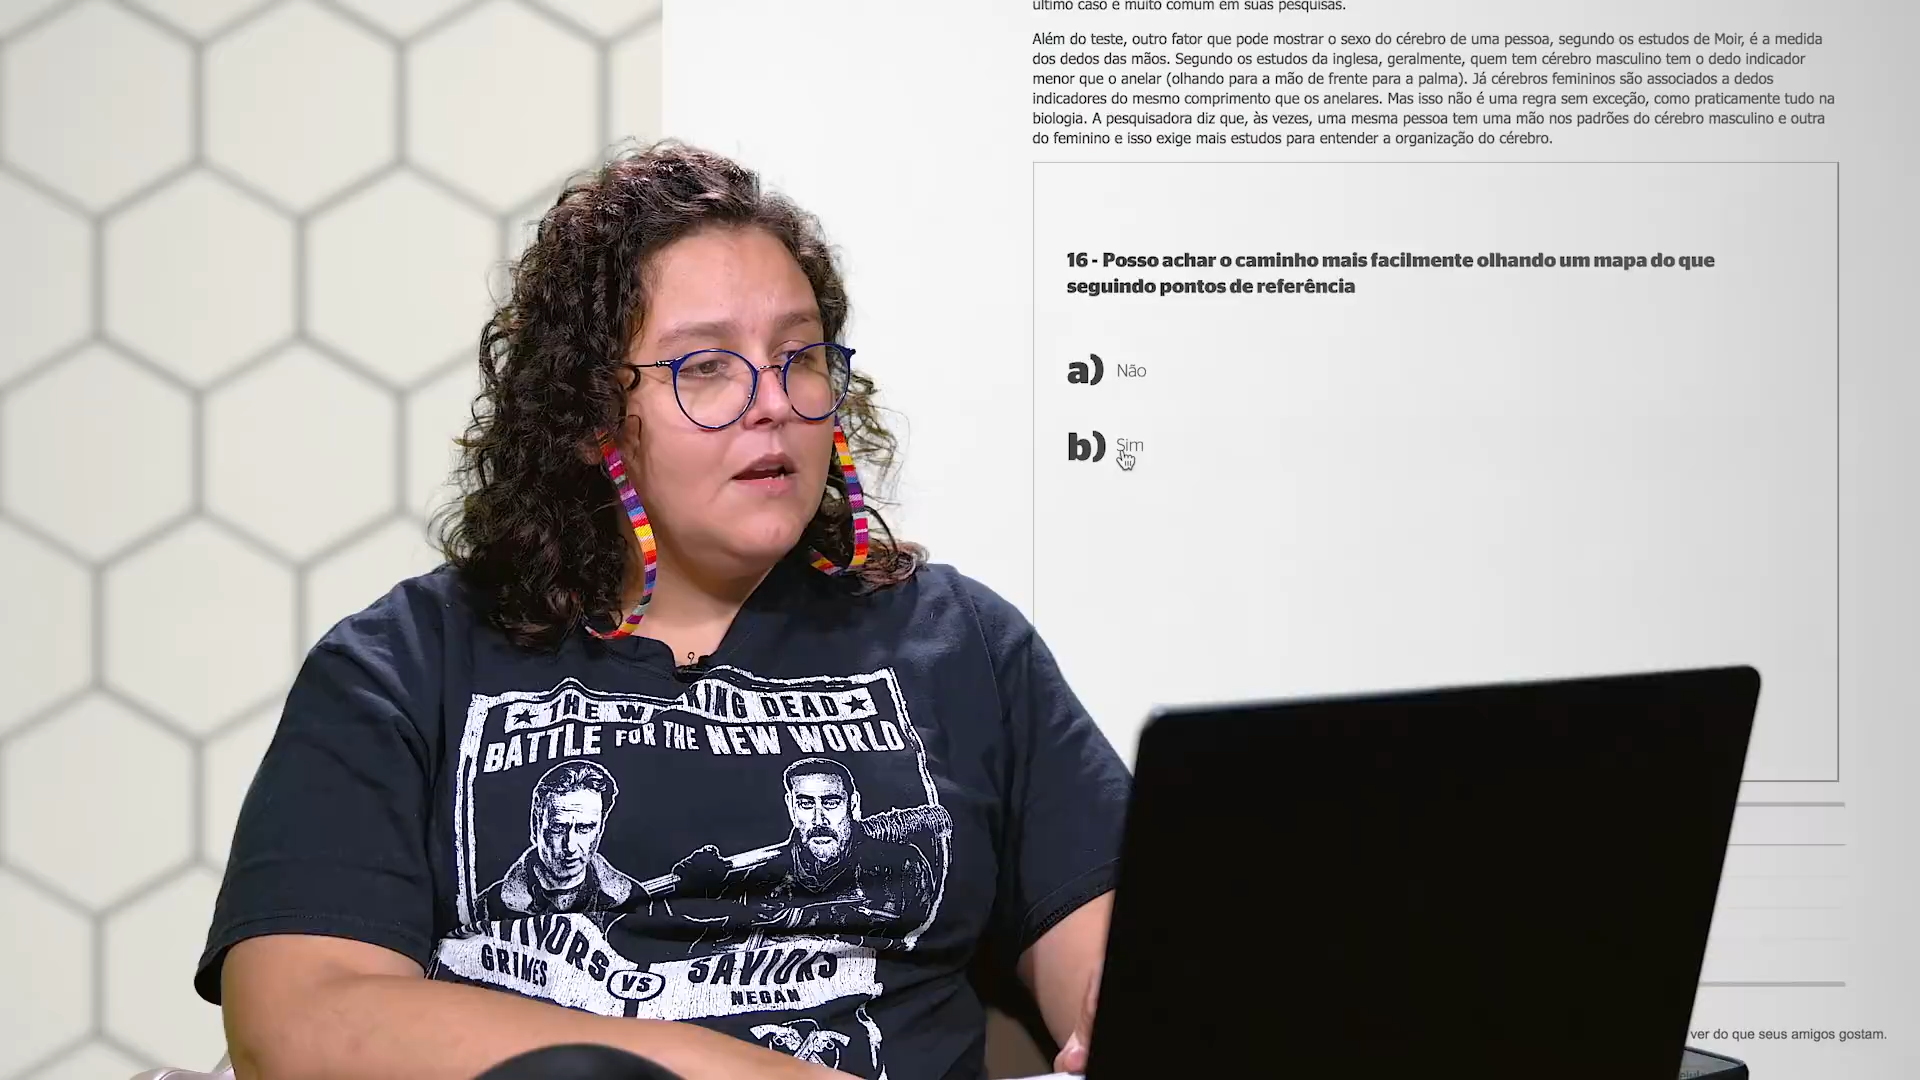 último caso é muito comum em suas pesquisas.
Além do teste, outro fator que pode mostrar o sexo do cérebro de uma pessoa, segundo os estudos de Moir, é a medida
dos dedos das mãos. Segundo os estudos da inglesa, geralmente, quem tem cérebro masculino tem o dedo indicador
menor que o anelar (olhando para a mão de frente para a palma). Já cérebros femininos são associados a dedos
indicadores do mesmo comprimento que os anelares. Mas isso não é uma regra sem exceção, como praticamente tudo na
biologia. A pesquisadora diz que, às vezes, uma mesma pessoa tem uma mão nos padrões do cérebro masculino e outra
do feminino e isso exige mais estudos para entender a organização do cérebro.
16 - Posso achar o caminho mais facilmente olhando um mapa do que
seguindo pontos de referência
a) Não
b) Sim
THE W KING DEAD
BATTLE FOR THE NEW WORLD
VS
SAVIORS
GRIMES
NEGAN
ver do que seus amigos gostam.